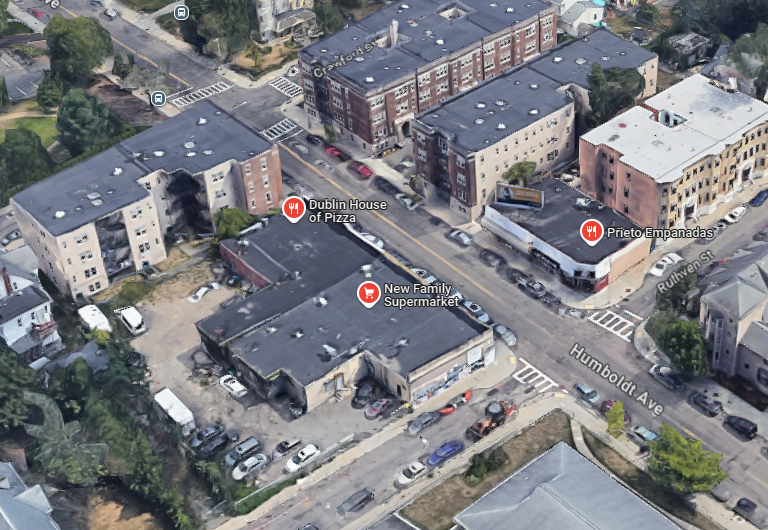 Crawford St
Dublin House
of Pizza
Prieto Empanadas
New Family
Supermarket
Ruthven St
Humboldt Ave